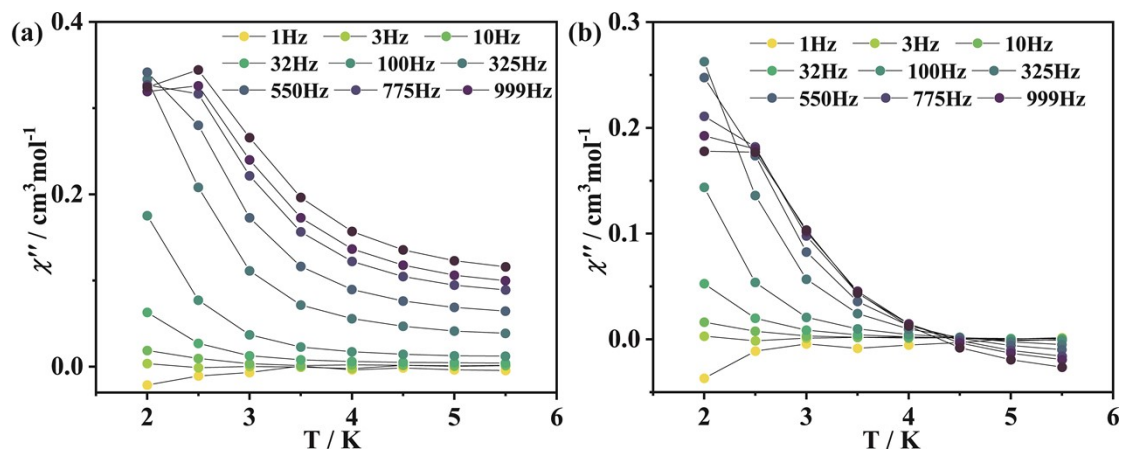 (a)
1Hz 3Hz 10Hz
32Hz 100Hz 325Hz
550Hz 775Hz 999Hz
0.4
0.2
0.0
χ′′ / cm³mol⁻¹
2 3 4 5 6
T / K
(b)
1Hz 3Hz 10Hz
32Hz 100Hz 325Hz
550Hz 775Hz 999Hz
0.3
0.2
0.1
0.0
χ′′ / cm³mol⁻¹
2 3 4 5 6
T / K